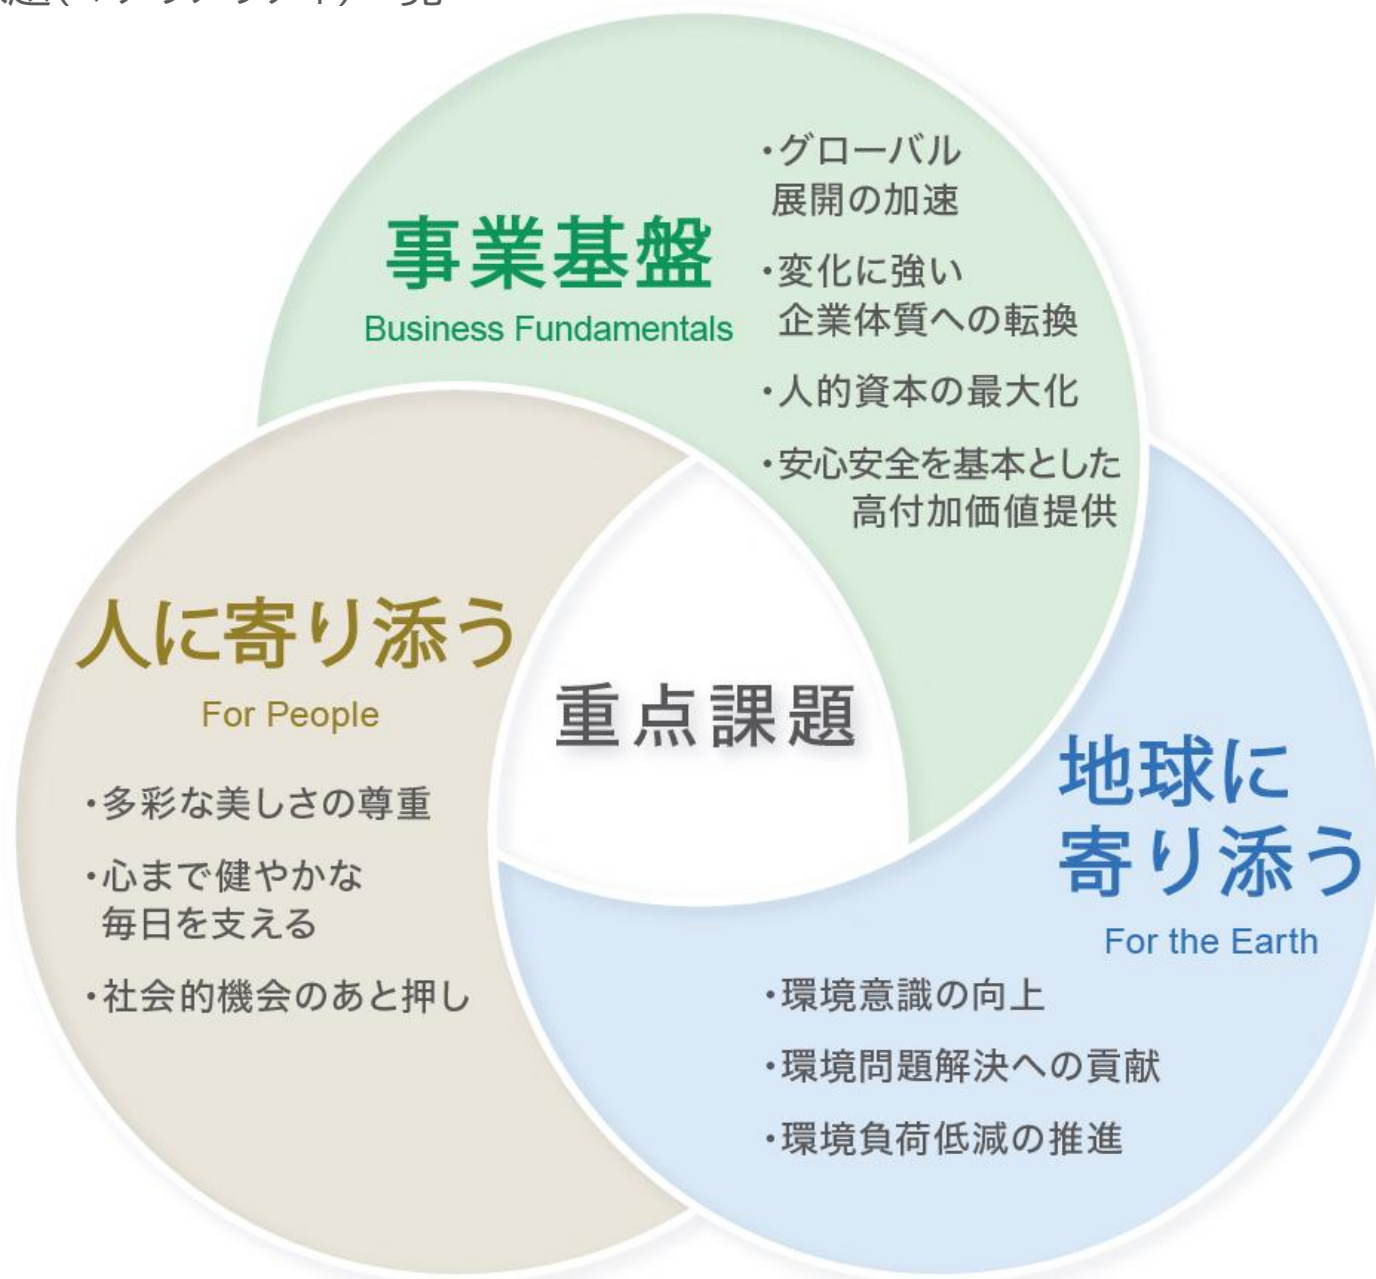 事業基盤
Business Fundamentals
・グローバル
展開の加速
・変化に強い
企業体質への転換
・人的資本の最大化
・安心安全を基本とした
高付加価値提供
人に寄り添う
For People
・多彩な美しさの尊重
・心まで健やかな
毎日を支える
・社会的機会のあと押し
重点課題
地球に
寄り添う
For the Earth
・環境意識の向上
・環境問題解決への貢献
・環境負荷低減の推進